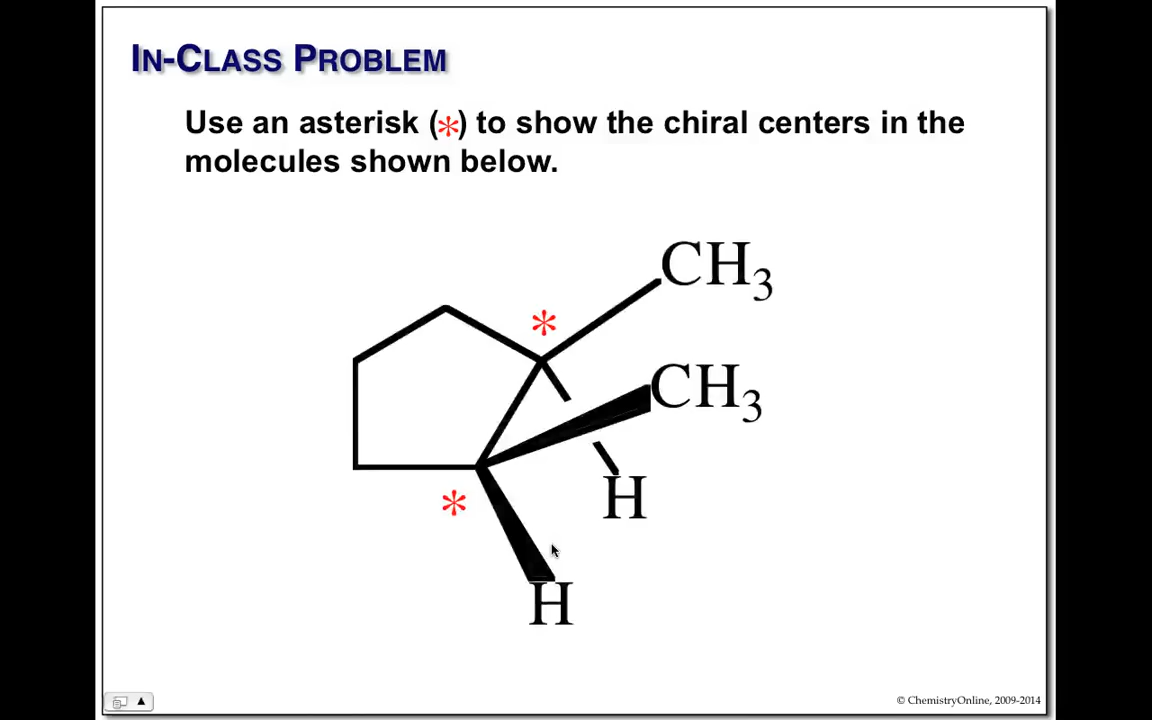 IN-CLASS PROBLEM
Use an asterisk (*) to show the chiral centers in the
molecules shown below.
CH₃
*
CH₃
H
*
H
© ChemistryOnline, 2009-2014